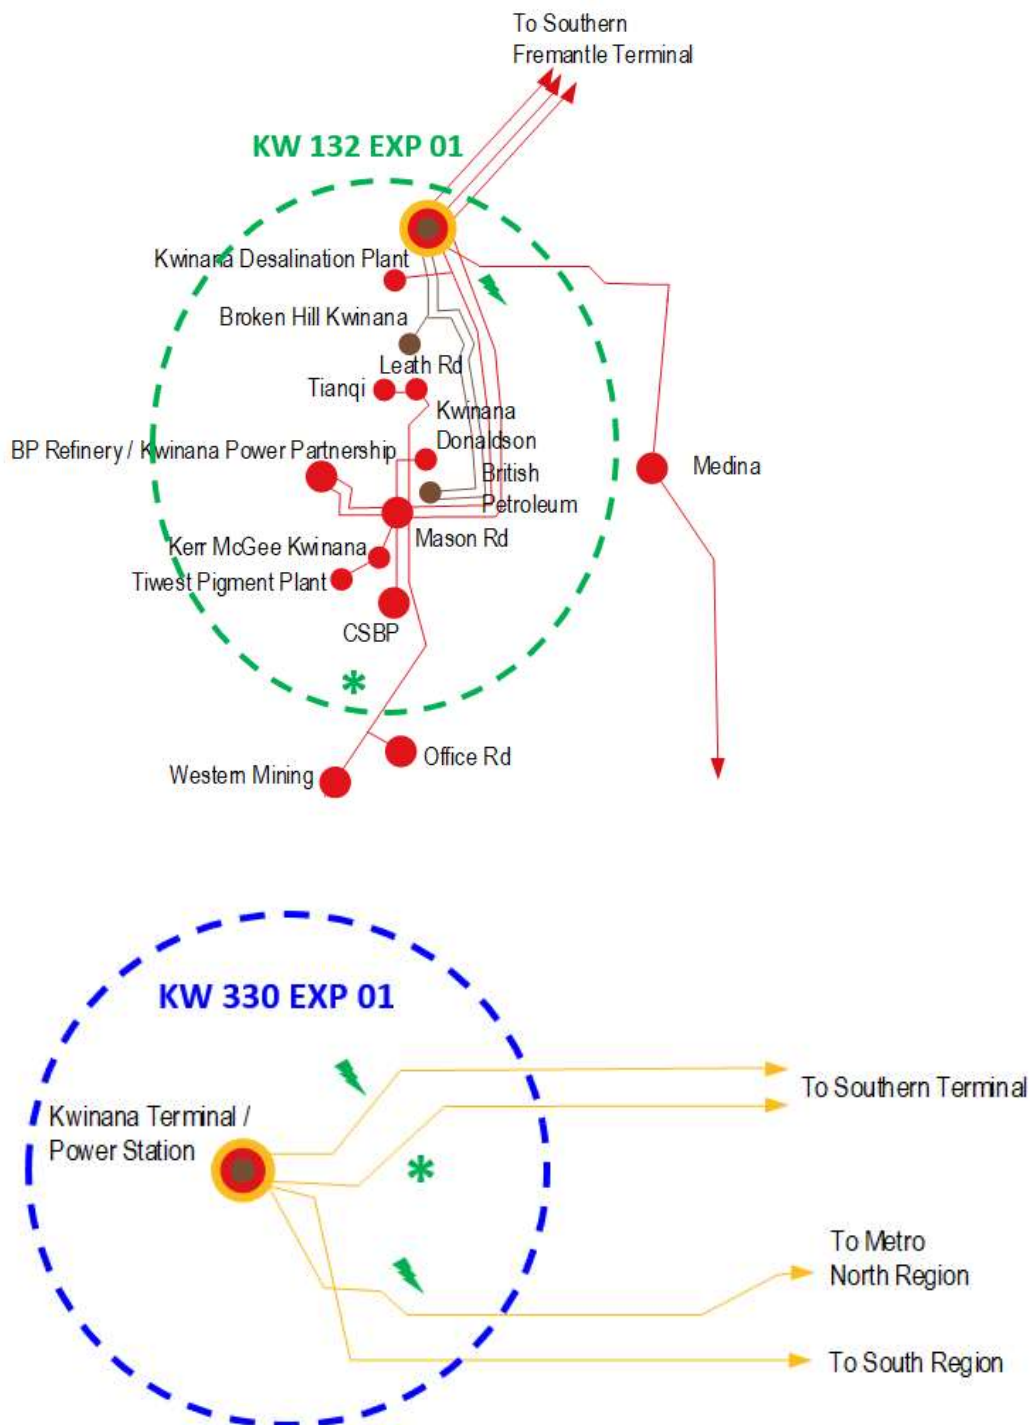 To Southern
Fremantle Terminal
KW 132 EXP 01
Kwinana Desalination Plant
Broken Hill Kwinana
Leath Rd
Tianqi
Kwinana
Donaldson
BP Refinery / Kwinana Power Partnership
British
Petroleum
Mason Rd
Medina
Kerr McGee Kwinana
Tiwest Pigment Plant
CSBP
*
Office Rd
Western Mining
KW 330 EXP 01
To Southern Terminal
Kwinana Terminal /
Power Station
*
To Metro
North Region
To South Region